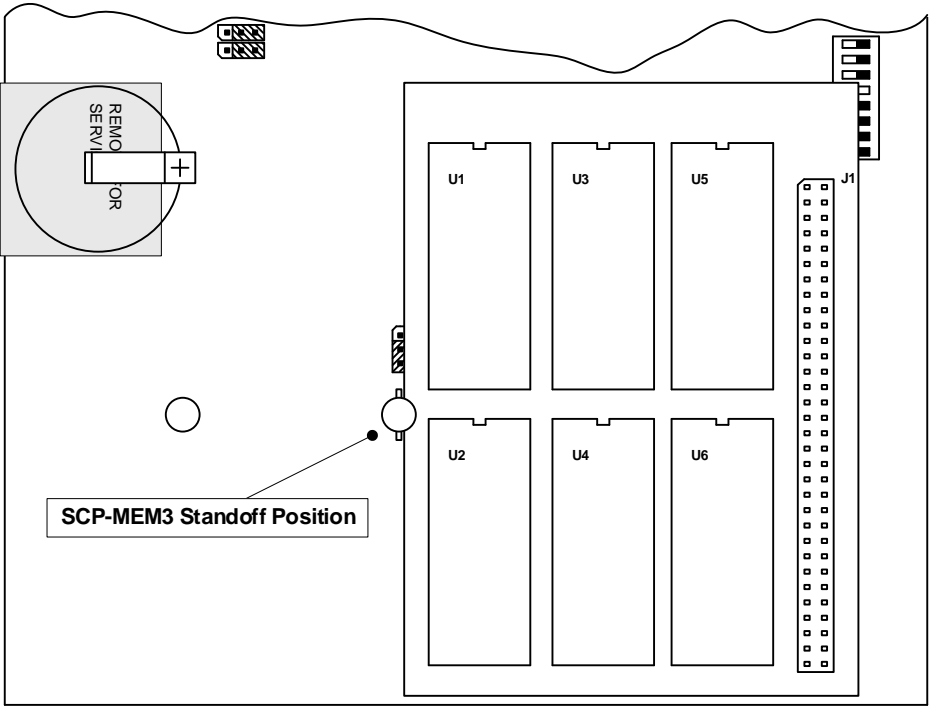 REMO FOR
SERVI
U1
U3
U5
J1
U2
U4
U6
SCP-MEM3 Standoff Position